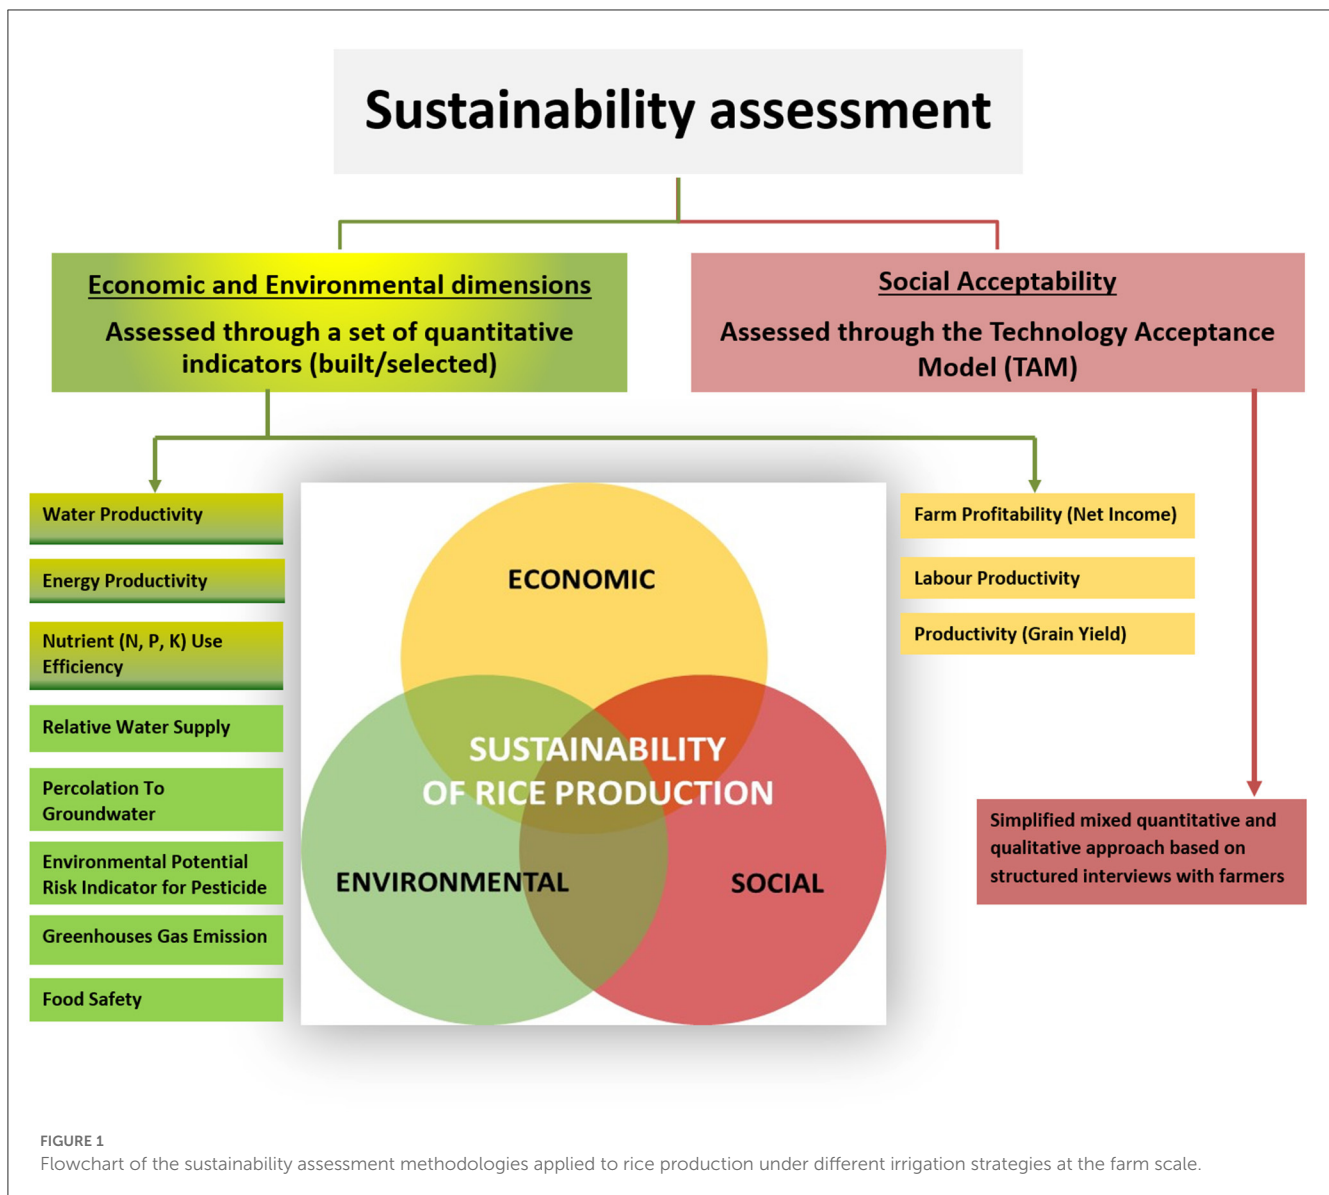 Sustainability assessment
Economic and Environmental dimensions
Assessed through a set of quantitative
indicators (built/selected)
Social Acceptability
Assessed through the Technology Acceptance
Model (TAM)
Water Productivity
Energy Productivity
Nutrient (N, P, K) Use
Efficiency
Relative Water Supply
Percolation To
Groundwater
Environmental Potential
Risk Indicator for Pesticide
Greenhouses Gas Emission
Food Safety
ECONOMIC
SUSTAINABILITY
OF RICE PRODUCTION
ENVIRONMENTAL
SOCIAL
Farm Profitability (Net Income)
Labour Productivity
Productivity (Grain Yield)
Simplified mixed quantitative and
qualitative approach based on
structured interviews with farmers
FIGURE 1
Flowchart of the sustainability assessment methodologies applied to rice production under different irrigation strategies at the farm scale.